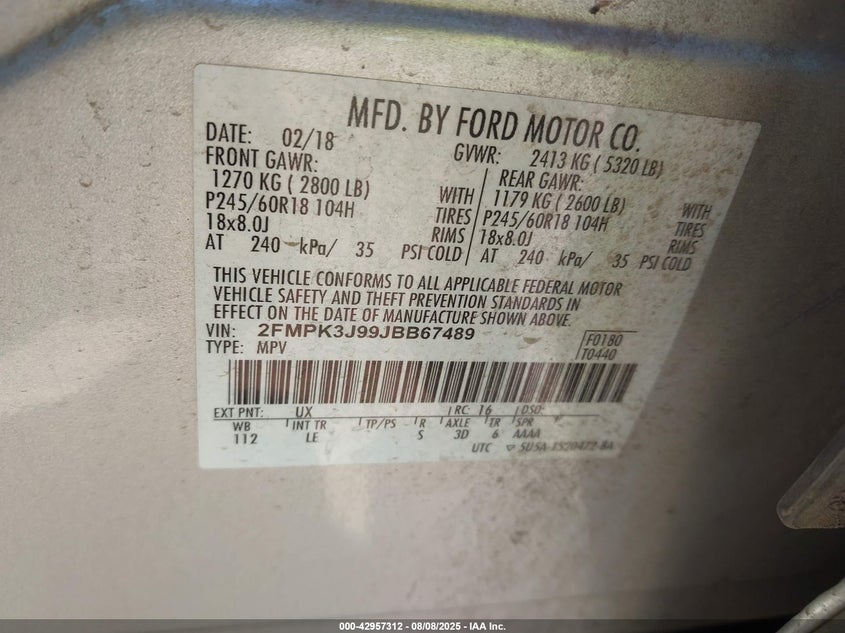 MFD. BY FORD MOTOR CO.
DATE: 02/18 GVWR: 2413 KG ( 5320 LB)
FRONT GAWR: REAR GAWR:
1270 KG ( 2800 LB) WITH 1179 KG ( 2600 LB) WITH
P245/60R18 104H TIRES P245/60R18 104H TIRES
18x8.0J RIMS 18x8.0J RIMS
AT 240 kPa/ 35 PSI COLD AT 240 kPa/ 35 PSI COLD
THIS VEHICLE CONFORMS TO ALL APPLICABLE FEDERAL MOTOR
VEHICLE SAFETY AND THEFT PREVENTION STANDARDS IN
EFFECT ON THE DATE OF MANUFACTURE SHOWN ABOVE.
VIN: 2FMPK3J99JBB67489 F0180
TYPE: MPV T0440
EXT PNT: UX RC: 16 DSO:
WB INT TR TP/PS R AXLE TR SPR
112 LE S 3D 6 AAAA
UTC
000-42957312 - 08/08/2025 - IAA Inc.